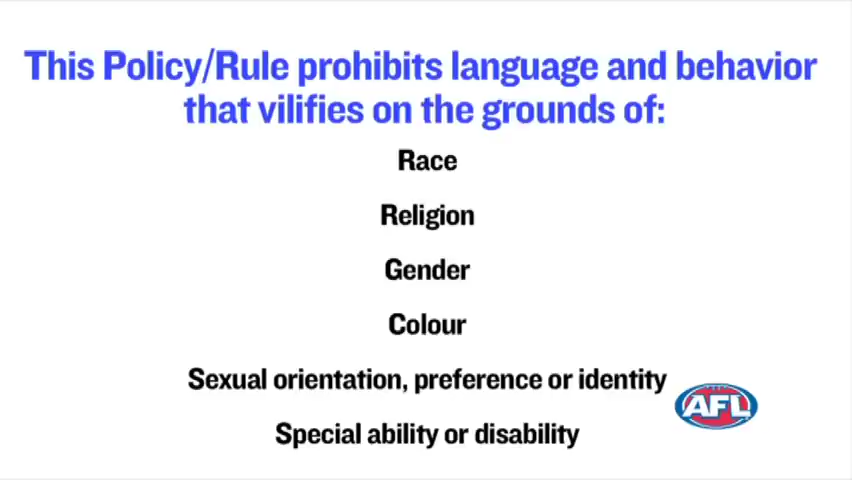 This Policy/Rule prohibits language and behavior
that vilifies on the grounds of:
Race
Religion
Gender
Colour
Sexual orientation, preference or identity
AFL
Special ability or disability